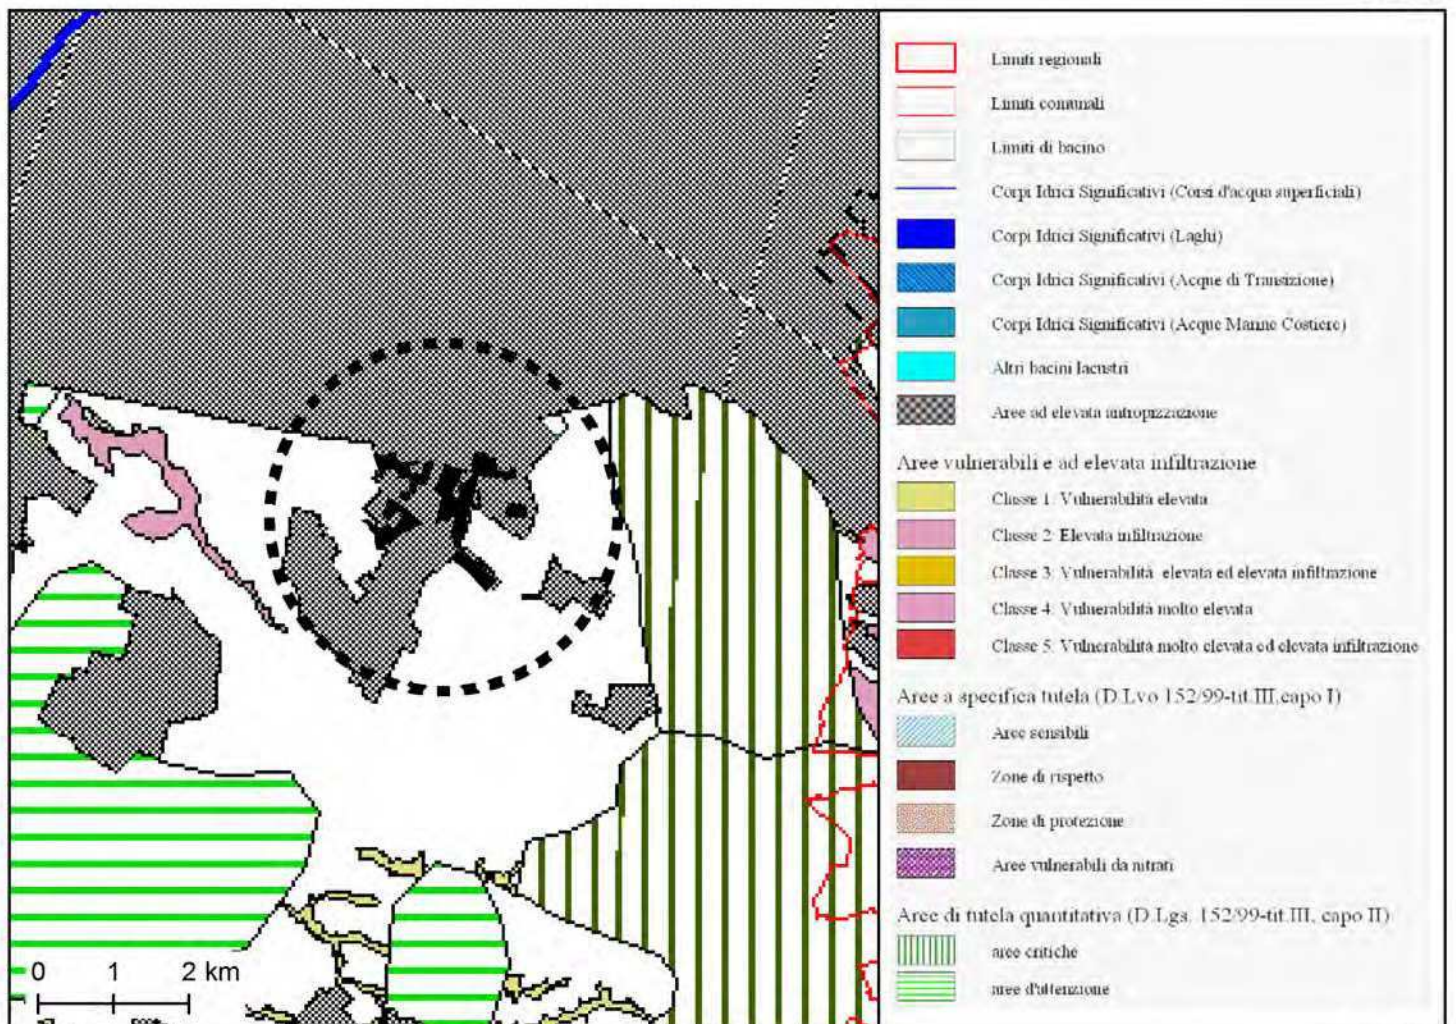 Limiti regionali
Limiti comunali
Limiti di bacino
Corpi Idrici Significativi (Corsi d'acqua superficiali)
Corpi Idrici Significativi (Laghi)
Corpi Idrici Significativi (Acque di Transizione)
Corpi Idrici Significativi (Acque Marine Costiere)
Altri bacini lacustri
Aree ad elevata antropizzazione
Aree vulnerabili e ad elevata infiltrazione
Classe 1: Vulnerabilità elevata
Classe 2: Elevata infiltrazione
Classe 3: Vulnerabilità elevata ed elevata infiltrazione
Classe 4: Vulnerabilità molto elevata
Classe 5: Vulnerabilità molto elevata ed elevata infiltrazione
Aree a specifica tutela (D.Lvo 152/99-tit.III,capo I)
Aree sensibili
Zone di rispetto
Zone di protezione
Aree vulnerabili da nitrati
Aree di tutela quantitativa (D.Lgs. 152/99-tit.III, capo II)
aree critiche
aree d'attenzione
0 1 2 km